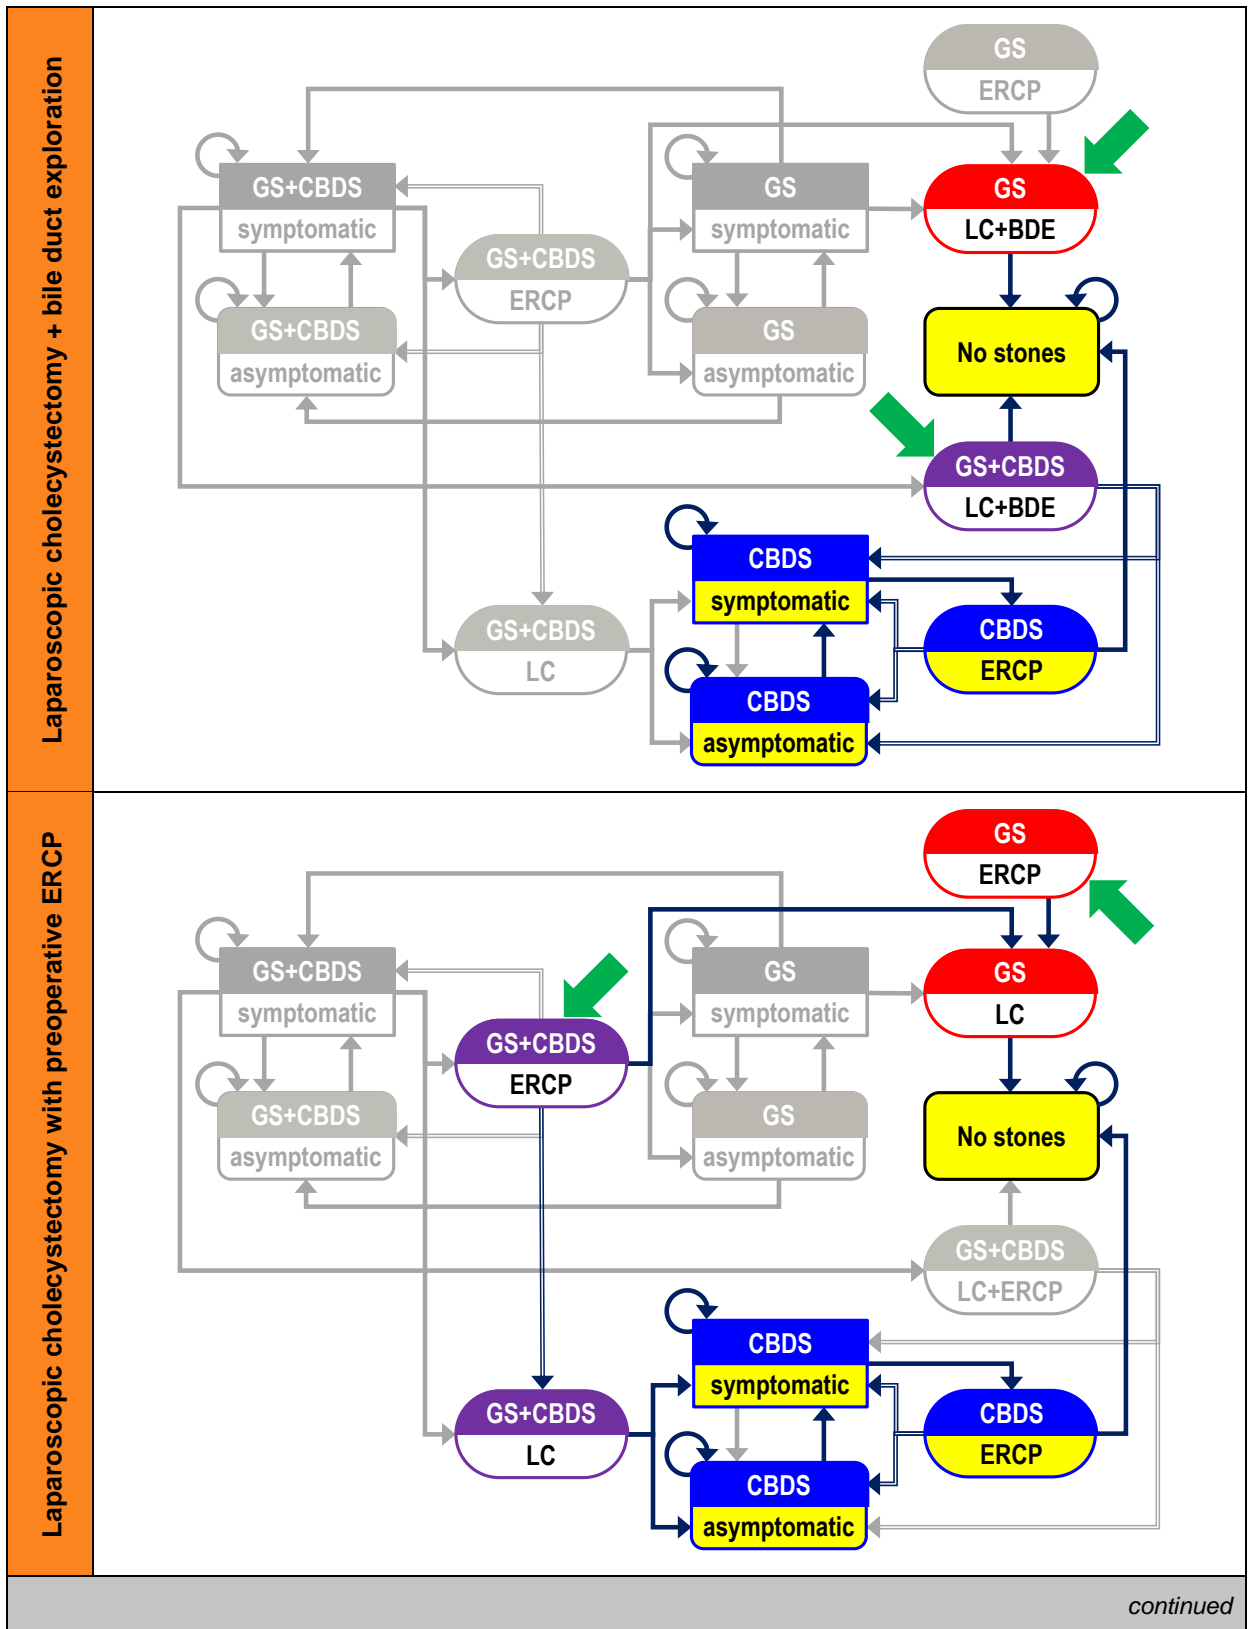 Laparoscopic cholecystectomy + bile duct exploration
GS
ERCP
GS+CBDS
symptomatic
GS
symptomatic
GS
LC+BDE
GS+CBDS
ERCP
GS+CBDS
asymptomatic
GS
asymptomatic
No stones
GS+CBDS
LC+BDE
CBDS
symptomatic
GS+CBDS
LC
CBDS
ERCP
CBDS
asymptomatic
Laparoscopic cholecystectomy with preoperative ERCP
GS
ERCP
GS+CBDS
symptomatic
GS
symptomatic
GS
LC
GS+CBDS
ERCP
GS+CBDS
asymptomatic
GS
asymptomatic
No stones
GS+CBDS
LC+ERCP
CBDS
symptomatic
GS+CBDS
LC
CBDS
ERCP
CBDS
asymptomatic
continued